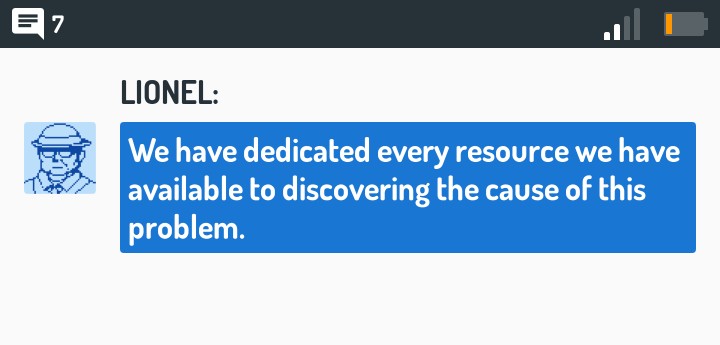 7
LIONEL:
We have dedicated every resource we have
available to discovering the cause of this
problem.